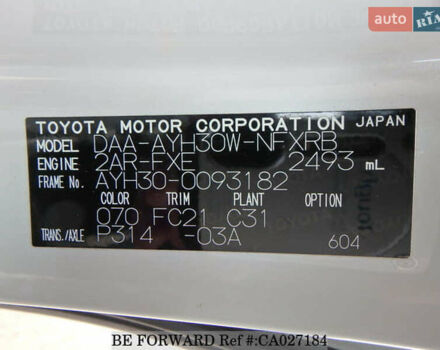 AUTO RIA
TOYOTA MOTOR CORPORATION JAPAN
MODEL DAA-AYH30W-NFXRB
ENGINE 2AR-FXE 2493 mL
FRAME No. AYH30-0093182
COLOR TRIM PLANT OPTION
070 FC21 C31
TRANS./AXLE P314 -03A
604
BE FORWARD Ref #:CA027184